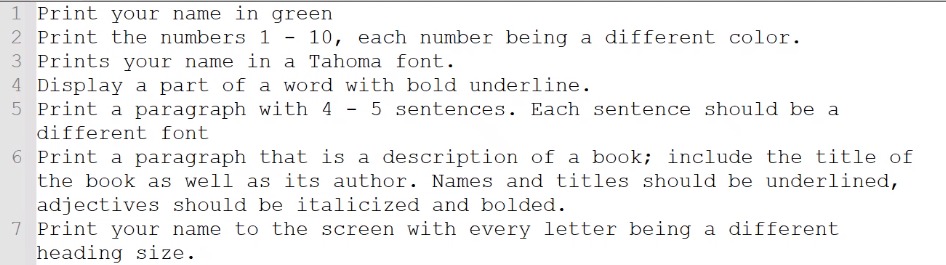 1 Print your name in green
2 Print the numbers 1 - 10, each number being a different color.
3 Prints your name in a Tahoma font.
4 Display a part of a word with bold underline.
5 Print a paragraph with 4 - 5 sentences. Each sentence should be a
different font
6 Print a paragraph that is a description of a book; include the title of
the book as well as its author. Names and titles should be underlined,
adjectives should be italicized and bolded.
7 Print your name to the screen with every letter being a different
heading size.